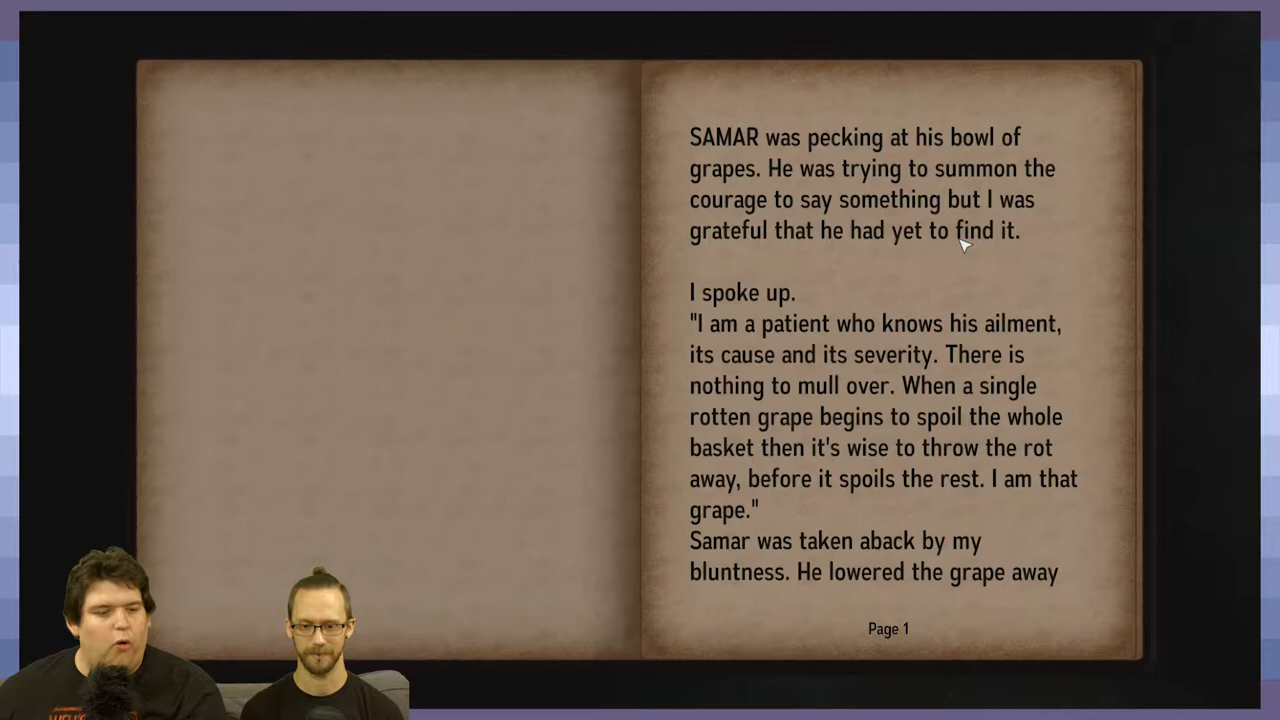 SAMAR was pecking at his bowl of
grapes. He was trying to summon the
courage to say something but I was
grateful that he had yet to find it.
I spoke up.
"I am a patient who knows his ailment,
its cause and its severity. There is
nothing to mull over. When a single
rotten grape begins to spoil the whole
basket then it's wise to throw the rot
away, before it spoils the rest. I am that
grape."
Samar was taken aback by my
bluntness. He lowered the grape away
Page 1